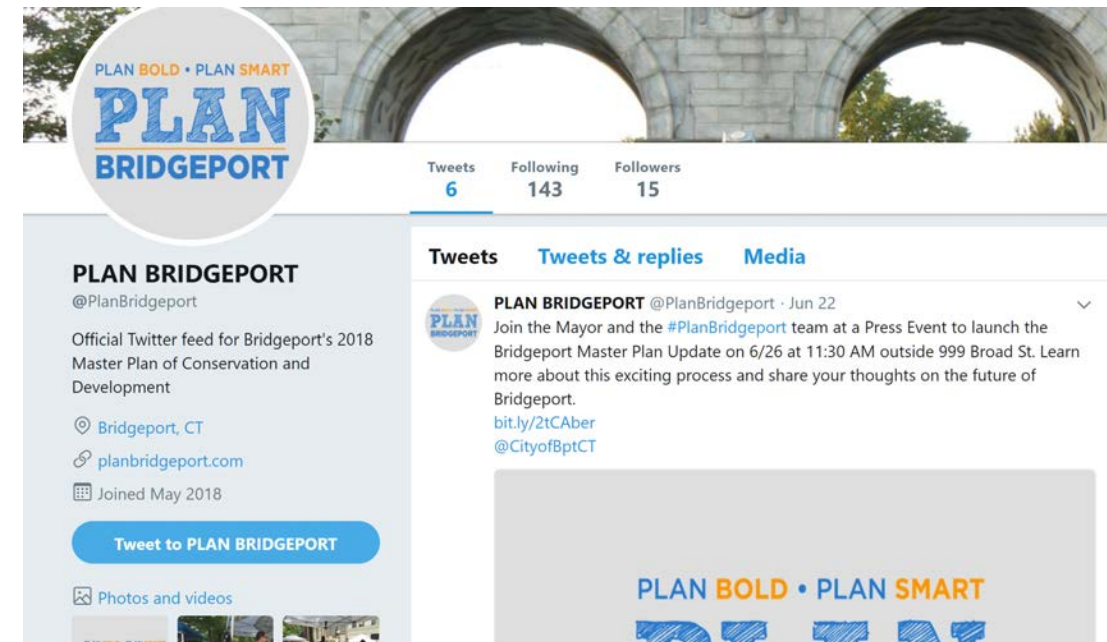 PLAN BOLD • PLAN SMART
PLAN
BRIDGEPORT
Tweets Following Followers
6 143 15
PLAN BRIDGEPORT
@PlanBridgeport
Official Twitter feed for Bridgeport's 2018
Master Plan of Conservation and
Development
Bridgeport, CT
planbridgeport.com
Joined May 2018
Tweet to PLAN BRIDGEPORT
Photos and videos
Tweets Tweets & replies Media
PLAN
BRIDGEPORT
PLAN BRIDGEPORT @PlanBridgeport · Jun 22
Join the Mayor and the #PlanBridgeport team at a Press Event to launch the
Bridgeport Master Plan Update on 6/26 at 11:30 AM outside 999 Broad St. Learn
more about this exciting process and share your thoughts on the future of
Bridgeport.
bit.ly/2tCAber
@CityofBptCT
PLAN BOLD • PLAN SMART
PLAN